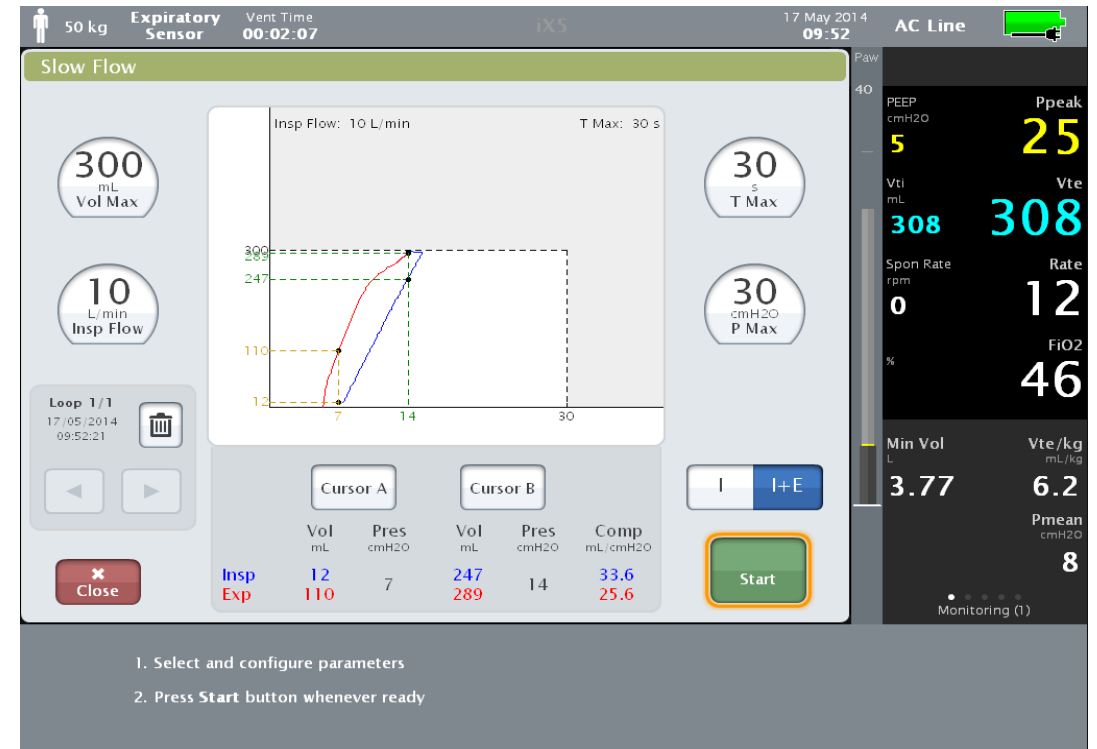 50 kg Expiratory Sensor Vent Time 00:02:07 iX5 17 May 2014 09:52 AC Line
Slow Flow
Paw
40
300
mL
Vol Max
10
L/min
Insp Flow
Loop 1/1
17/05/2014
09:52:21
Insp Flow: 10 L/min T Max: 30 s
300
289
247
110
12
7 14 30
30
s
T Max
30
cmH2O
P Max
Cursor A Cursor B
Vol Pres Vol Pres Comp
mL cmH2O mL cmH2O mL/cmH2O
Insp 12 7 247 14 33.6
Exp 110 289 25.6
I I+E
Start
Close
PEEP Ppeak
cmH2O
5 25
Vti Vte
mL
308 308
Spon Rate Rate
rpm
0 12
FiO2
%
46
Min Vol Vte/kg
L mL/kg
3.77 6.2
Pmean
cmH2O
8
Monitoring (1)
1. Select and configure parameters
2. Press Start button whenever ready